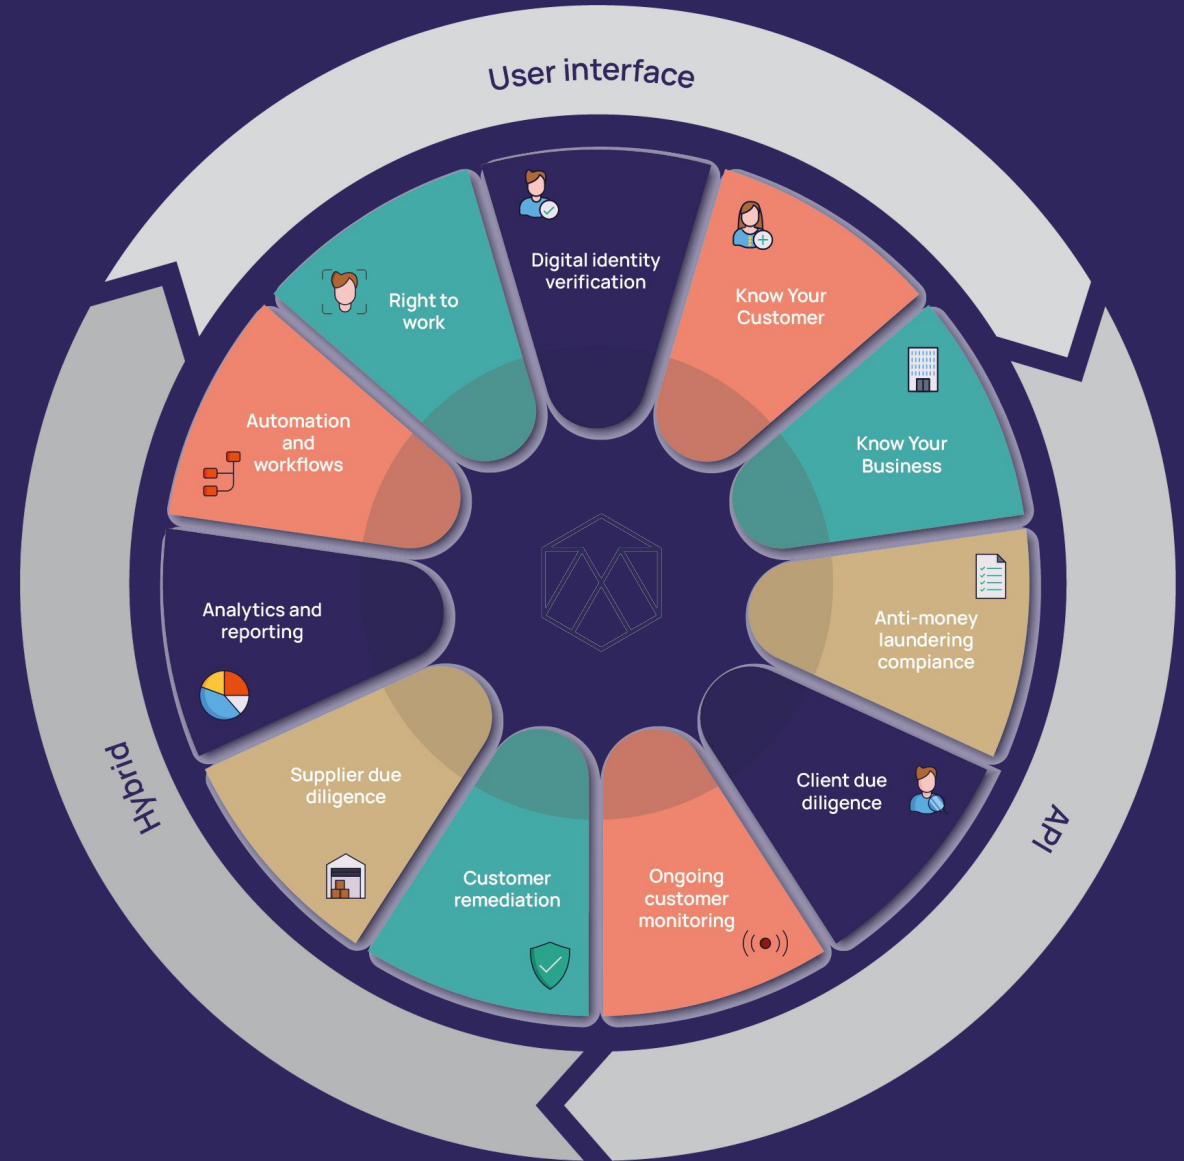 User interface
Digital identity
verification
Know Your
Customer
Know Your
Business
Anti-money
laundering
compiance
Client due
diligence
Ongoing
customer
monitoring
Customer
remediation
Supplier due
diligence
Analytics and
reporting
Automation
and
workflows
Right to
work
API
Hybrid